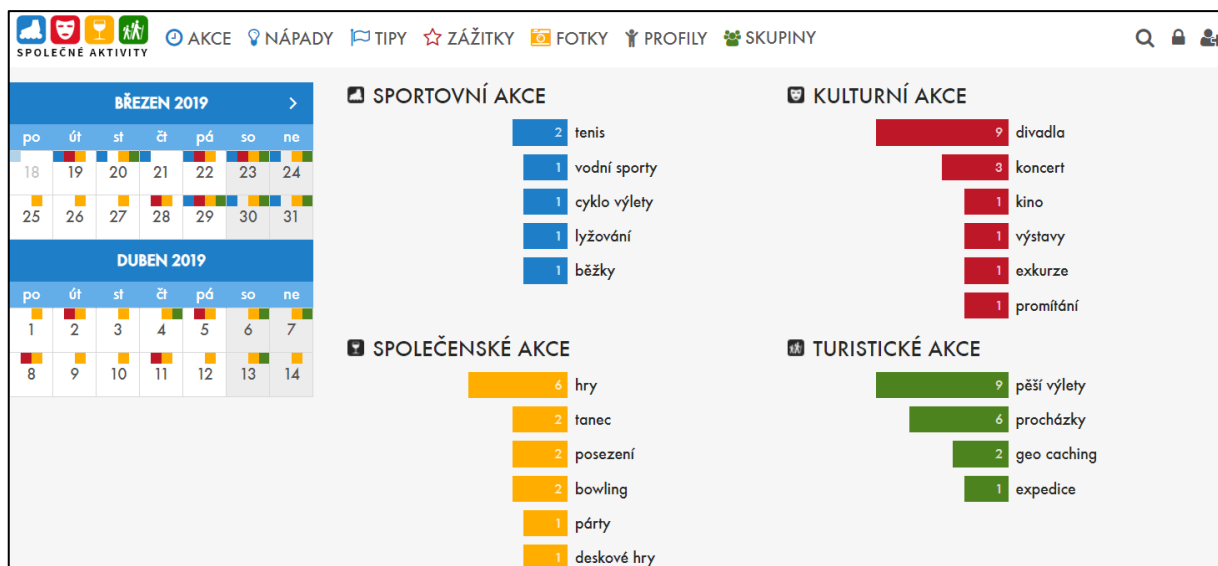 SPOLEČNÉ AKTIVITY
AKCE NÁPADY TIPY ZÁŽITKY FOTKY PROFILY SKUPINY
BŘEZEN 2019 >
po út st čt pá so ne
18 19 20 21 22 23 24
25 26 27 28 29 30 31
DUBEN 2019
po út st čt pá so ne
1 2 3 4 5 6 7
8 9 10 11 12 13 14
SPORTOVNÍ AKCE
2 tenis
1 vodní sporty
1 cyklo výlety
1 lyžování
1 běžky
KULTURNÍ AKCE
9 divadla
3 koncert
1 kino
1 výstavy
1 exkurze
1 promítání
SPOLEČENSKÉ AKCE
6 hry
2 tanec
2 posezení
2 bowling
1 párty
1 deskové hry
TURISTICKÉ AKCE
9 pěší výlety
6 procházky
2 geo caching
1 expedice